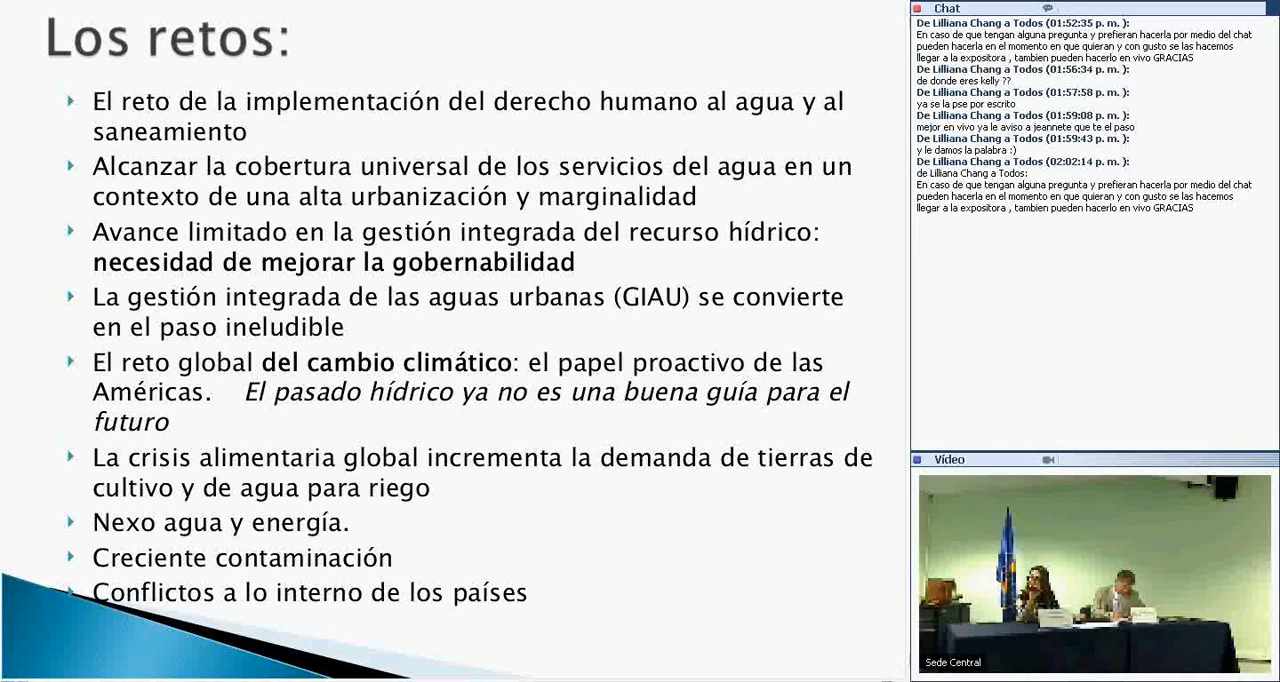 Los retos:
El reto de la implementación del derecho humano al agua y al
saneamiento
Alcanzar la cobertura universal de los servicios del agua en un
contexto de una alta urbanización y marginalidad
Avance limitado en la gestión integrada del recurso hídrico:
necesidad de mejorar la gobernabilidad
La gestión integrada de las aguas urbanas (GIAU) se convierte
en el paso ineludible
El reto global del cambio climático: el papel proactivo de las
Américas. El pasado hídrico ya no es una buena guía para el
futuro
La crisis alimentaria global incrementa la demanda de tierras de
cultivo y de agua para riego
Nexo agua y energía.
Creciente contaminación
Conflictos a lo interno de los países
Chat
De Lilliana Chang a Todos (01:52:35 p. m. ):
En caso de que tengan alguna pregunta y prefieran hacerla por medio del chat
pueden hacerla en el momento en que quieran y con gusto se las hacemos
llegar a la expositora , tambien pueden hacerlo en vivo GRACIAS
De Lilliana Chang a Todos (01:56:34 p. m. ):
de donde eres kelly ??
De Lilliana Chang a Todos (01:57:58 p. m. ):
ya se la pse por escrito
De Lilliana Chang a Todos (01:59:08 p. m. ):
mejor en vivo ya le aviso a jeannete que te el paso
De Lilliana Chang a Todos (01:59:43 p. m. ):
y le damos la palabra :)
De Lilliana Chang a Todos (02:02:14 p. m. ):
de Lilliana Chang a Todos:
En caso de que tengan alguna pregunta y prefieran hacerla por medio del chat
pueden hacerla en el momento en que quieran y con gusto se las hacemos
llegar a la expositora , tambien pueden hacerlo en vivo GRACIAS
Vídeo
Sede Central